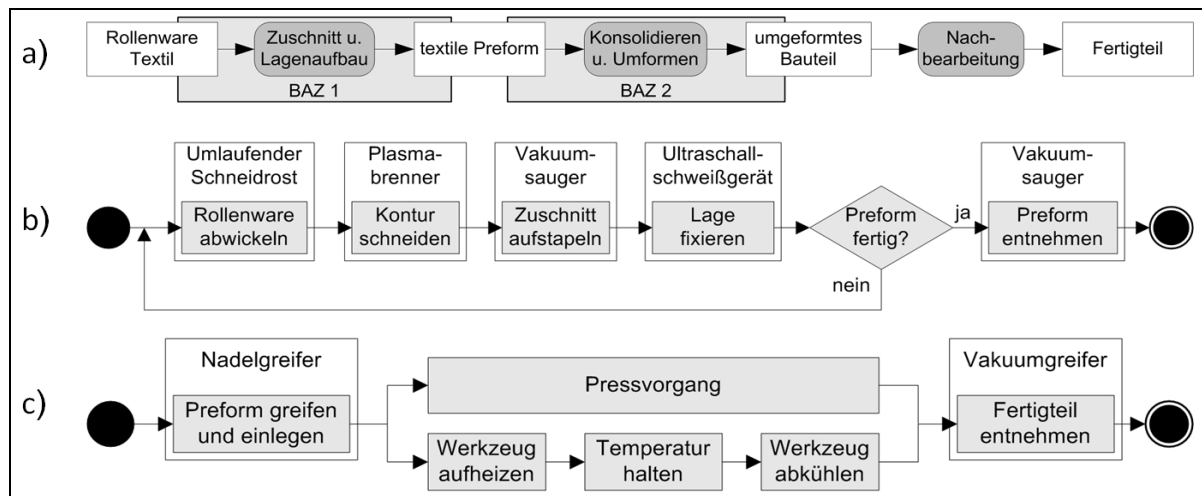 a)
Rollenware
Textil
Zuschnitt u.
Lagenaufbau
textile Preform
Konsolidieren
u. Umformen
umgeformtes
Bauteil
Nach-
bearbeitung
Fertigteil
BAZ 1
BAZ 2
b)
Umlaufender
Schneidrost
Rollenware
abwickeln
Plasma-
brenner
Kontur
schneiden
Vakuum-
sauger
Zuschnitt
aufstapeln
Ultraschall-
schweißgerät
Lage
fixieren
Preform
fertig?
ja
nein
Vakuum-
sauger
Preform
entnehmen
c)
Nadelgreifer
Preform greifen
und einlegen
Pressvorgang
Werkzeug
aufheizen
Temperatur
halten
Werkzeug
abkühlen
Vakuumgreifer
Fertigteil
entnehmen